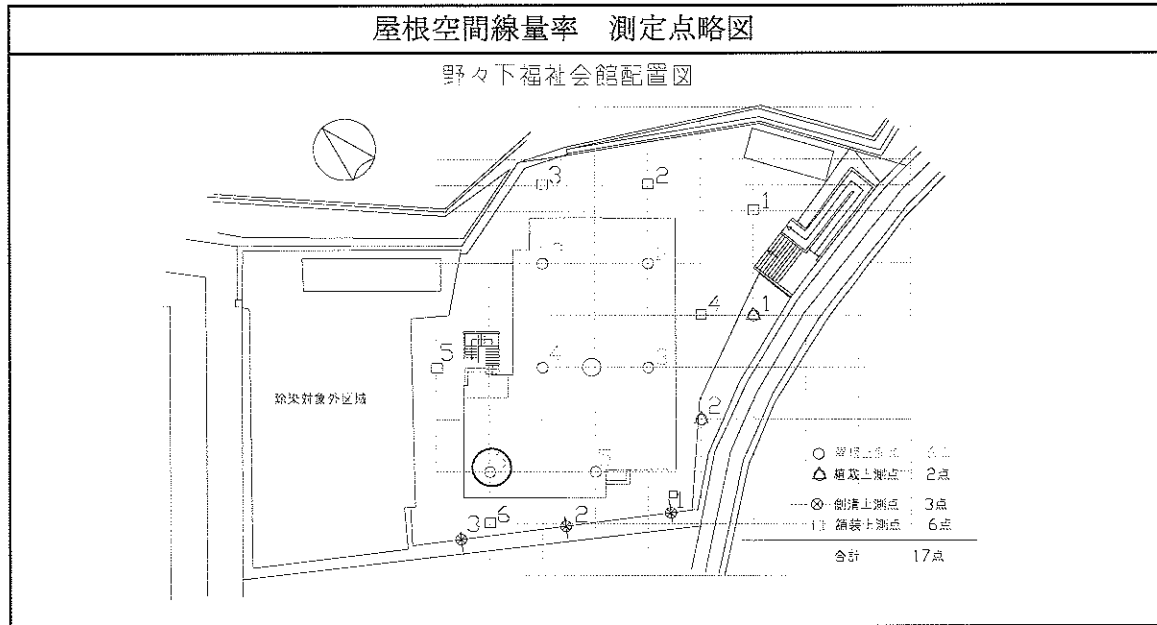 屋根空間線量率 測定点略図
野々下福祉会館配置図
3
2
1
4
1
5
4
3
除染対象外区域
2
屋根上測点 6点
植栽上測点 2点
側溝上測点 3点
舗装上測点 6点
合計 17点
6
2
3